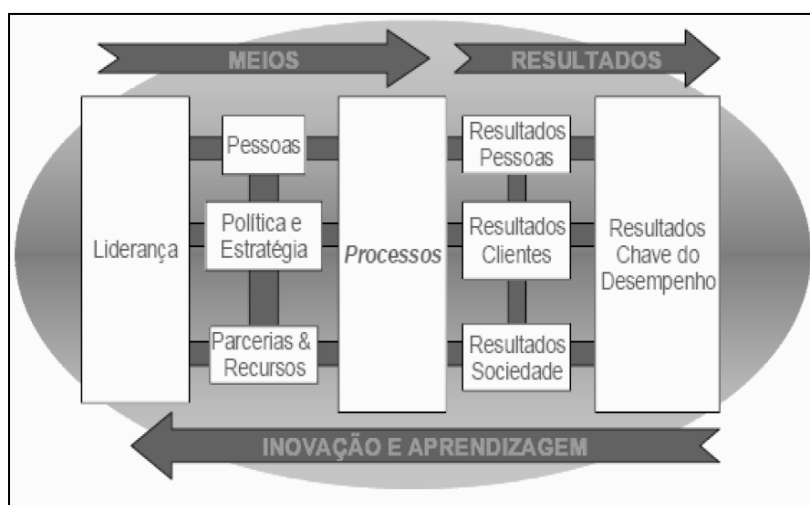 MEIOS
RESULTADOS
Liderança
Pessoas
Política e
Estratégia
Parcerias &
Recursos
Processos
Resultados
Pessoas
Resultados
Clientes
Resultados
Sociedade
Resultados
Chave do
Desempenho
INOVAÇÃO E APRENDIZAGEM